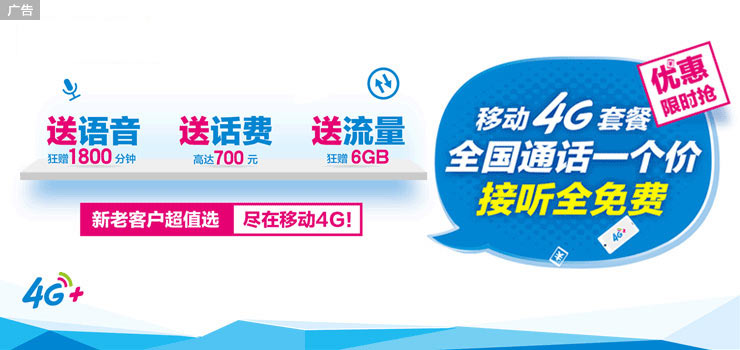 广告
送语音
狂赠1800分钟
送话费
高达700元
送流量
狂赠 6GB
新老客户超值选 尽在移动4G!
优惠
限时抢
移动4G套餐
全国通话一个价
接听全免费
4G+
4G+